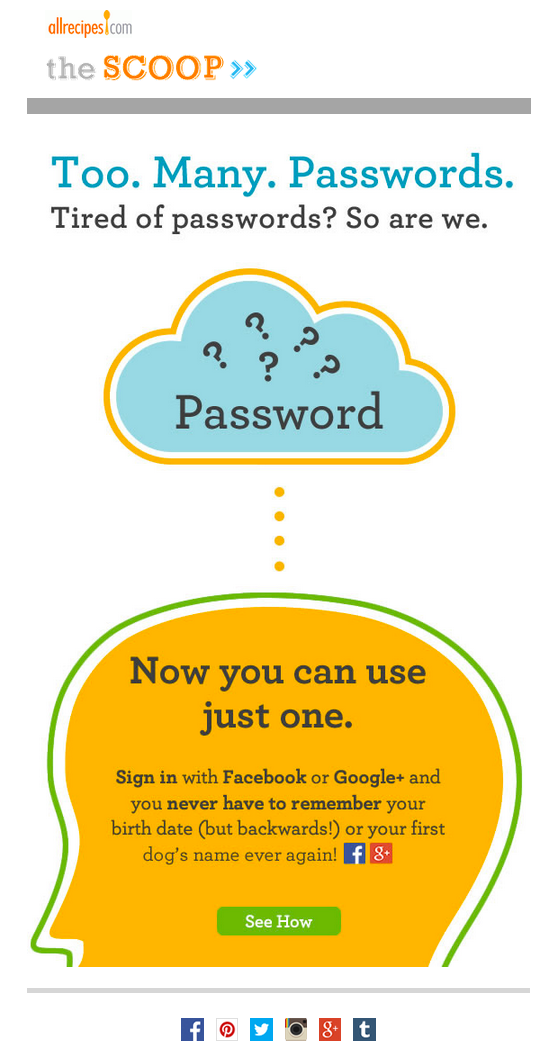 allrecipes.com
the SCOOP >>
Too. Many. Passwords.
Tired of passwords? So are we.
? ? ? ? ?
Password
Now you can use
just one.
Sign in with Facebook or Google+ and
you never have to remember your
birth date (but backwards!) or your first
dog's name ever again! f g+
See How
f g+ t